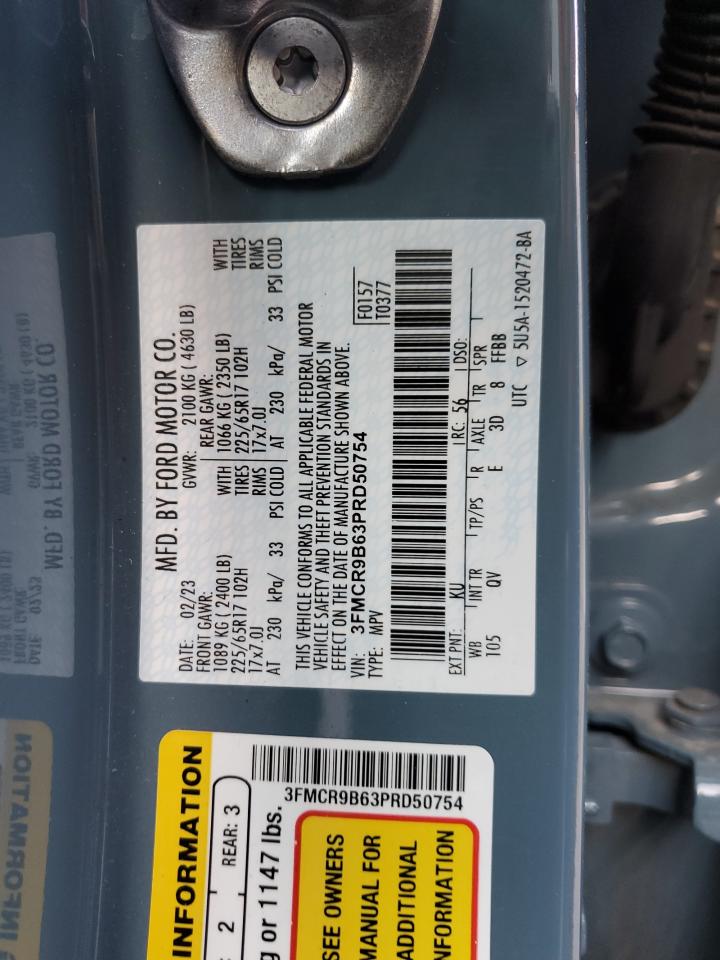 MFD. BY FORD MOTOR CO.
DATE: 02/23 GVWR: 2100 KG ( 4630 LB)
FRONT GAWR: REAR GAWR:
1089 KG ( 2400 LB) WITH 1066 KG ( 2350 LB) WITH
225/65R17 102H TIRES 225/65R17 102H TIRES
17x7.0J RIMS 17x7.0J RIMS
AT 230 kPa/ 33 PSI COLD AT 230 kPa/ 33 PSI COLD
THIS VEHICLE CONFORMS TO ALL APPLICABLE FEDERAL MOTOR
VEHICLE SAFETY AND THEFT PREVENTION STANDARDS IN
EFFECT ON THE DATE OF MANUFACTURE SHOWN ABOVE.
VIN: 3FMCR9B63PRD50754 F0157
TYPE: MPV T0377
EXT PNT: KU RC: 56 DSO:
WB INT TR TP/PS R AXLE TR SPR
105 QV E 3D 8 FFBB
UTC ▽ 5U5A-1520472-BA
INFORMATION
2 REAR: 3
g or 1147 lbs.
3FMCR9B63PRD50754
SEE OWNERS
MANUAL FOR
ADDITIONAL
INFORMATION